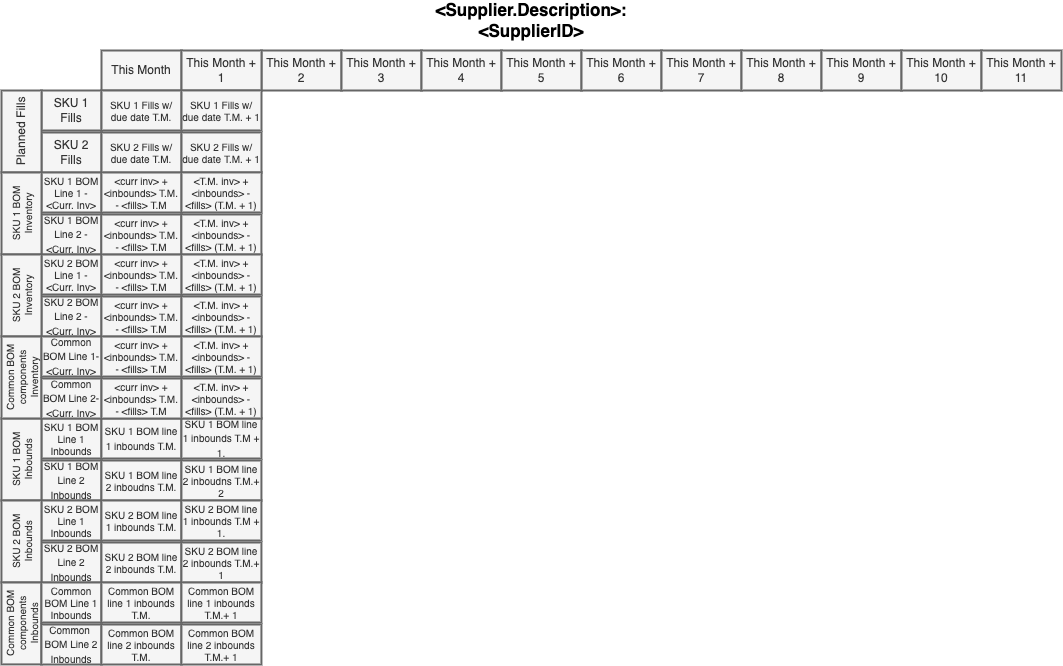 <Supplier.Description>:
<SupplierID>
This Month
This Month +
1
This Month +
2
This Month +
3
This Month +
4
This Month +
5
This Month +
6
This Month +
7
This Month +
8
This Month +
9
This Month +
10
This Month +
11
Planned Fills
SKU 1
Fills
SKU 1 Fills w/
due date T.M.
SKU 1 Fills w/
due date T.M. + 1
SKU 2
Fills
SKU 2 Fills w/
due date T.M.
SKU 2 Fills w/
due date T.M. + 1
SKU 1 BOM
Inventory
SKU 1 BOM
Line 1 -
<Curr. Inv>
<curr inv> +
<inbounds> T.M.
- <fills> T.M
<T.M. inv> +
<inbounds> -
<fills> (T.M. + 1)
SKU 1 BOM
Line 2 -
<Curr. Inv>
<curr inv> +
<inbounds> T.M.
- <fills> T.M
<T.M. inv> +
<inbounds> -
<fills> (T.M. + 1)
SKU 2 BOM
Inventory
SKU 2 BOM
Line 1 -
<Curr. Inv>
<curr inv> +
<inbounds> T.M.
- <fills> T.M
<T.M. inv> +
<inbounds> -
<fills> (T.M. + 1)
SKU 2 BOM
Line 2 -
<Curr. Inv>
<curr inv> +
<inbounds> T.M.
- <fills> T.M
<T.M. inv> +
<inbounds> -
<fills> (T.M. + 1)
Common BOM
components
Inventory
Common
BOM Line 1-
<Curr. Inv>
<curr inv> +
<inbounds> T.M.
- <fills> T.M
<T.M. inv> +
<inbounds> -
<fills> (T.M. + 1)
Common
BOM Line 2-
<Curr. Inv>
<curr inv> +
<inbounds> T.M.
- <fills> T.M
<T.M. inv> +
<inbounds> -
<fills> (T.M. + 1)
SKU 1 BOM
Inbounds
SKU 1 BOM
Line 1
Inbounds
SKU 1 BOM line
1 inbounds T.M.
SKU 1 BOM line
1 inbounds T.M +
1.
SKU 1 BOM
Line 2
Inbounds
SKU 1 BOM line
2 inboudns T.M.
SKU 1 BOM line
2 inboudns T.M.+
2
SKU 2 BOM
Inbounds
SKU 2 BOM
Line 1
Inbounds
SKU 2 BOM line
1 inbounds T.M.
SKU 2 BOM line
1 inbounds T.M +
1.
SKU 2 BOM
Line 2
Inbounds
SKU 2 BOM line
2 inbounds T.M.
SKU 2 BOM line
2 inbounds T.M.+
1
Common BOM
components
Inbounds
Common
BOM Line 1
Inbounds
Common BOM
line 1 inbounds
T.M.
Common BOM
line 1 inbounds
T.M.+ 1
Common
BOM Line 2
Inbounds
Common BOM
line 2 inbounds
T.M.
Common BOM
line 2 inbounds
T.M.+ 1